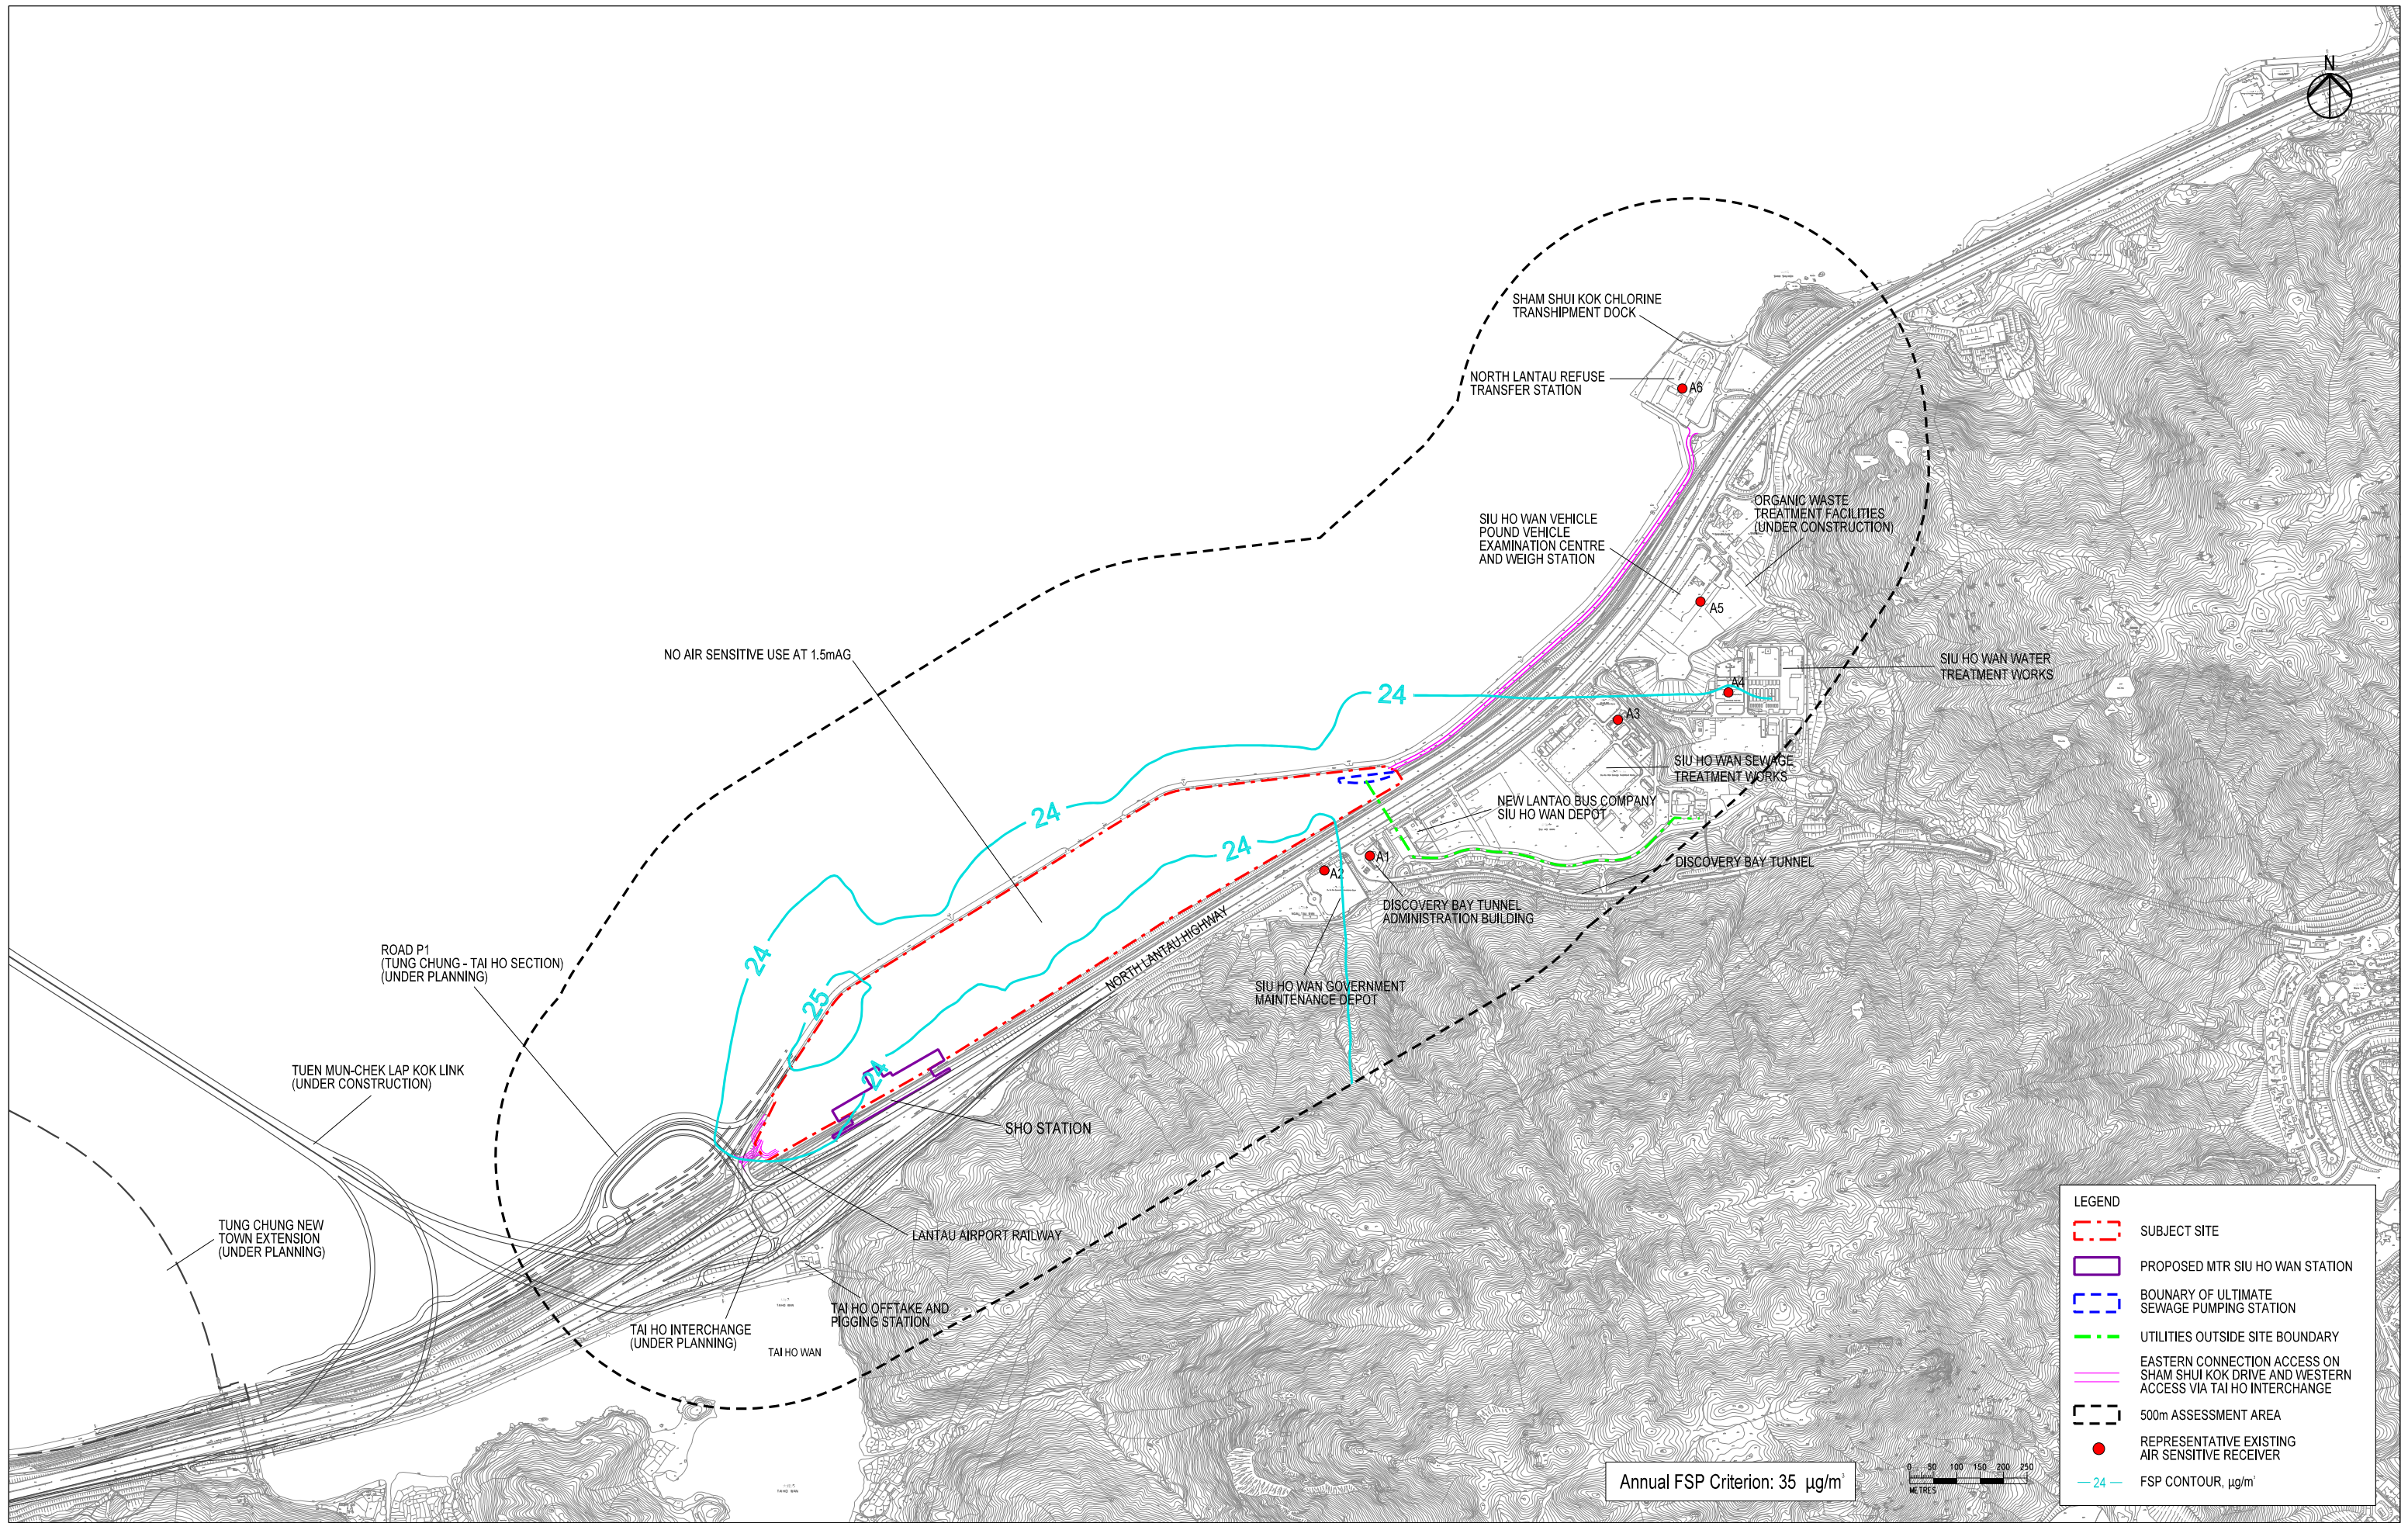 N
SHAM SHUI KOK CHLORINE
TRANSHIPMENT DOCK
NORTH LANTAU REFUSE
TRANSFER STATION
A6
ORGANIC WASTE
TREATMENT FACILITIES
(UNDER CONSTRUCTION)
SIU HO WAN VEHICLE
POUND VEHICLE
EXAMINATION CENTRE
AND WEIGH STATION
A5
NO AIR SENSITIVE USE AT 1.5mAG
SIU HO WAN WATER
TREATMENT WORKS
A4
24
A3
SIU HO WAN SEWAGE
TREATMENT WORKS
24
NEW LANTAO BUS COMPANY
SIU HO WAN DEPOT
24
A1
A2
DISCOVERY BAY TUNNEL
DISCOVERY BAY TUNNEL
ADMINISTRATION BUILDING
NORTH LANTAU HIGHWAY
24
ROAD P1
(TUNG CHUNG - TAI HO SECTION)
(UNDER PLANNING)
SIU HO WAN GOVERNMENT
MAINTENANCE DEPOT
25
24
TUEN MUN-CHEK LAP KOK LINK
(UNDER CONSTRUCTION)
SHO STATION
TUNG CHUNG NEW
TOWN EXTENSION
(UNDER PLANNING)
LANTAU AIRPORT RAILWAY
TAI HO OFFTAKE AND
PIGGING STATION
TAI HO INTERCHANGE
(UNDER PLANNING)
TAI HO WAN
LEGEND
SUBJECT SITE
PROPOSED MTR SIU HO WAN STATION
BOUNARY OF ULTIMATE
SEWAGE PUMPING STATION
UTILITIES OUTSIDE SITE BOUNDARY
EASTERN CONNECTION ACCESS ON
SHAM SHUI KOK DRIVE AND WESTERN
ACCESS VIA TAI HO INTERCHANGE
500m ASSESSMENT AREA
REPRESENTATIVE EXISTING
AIR SENSITIVE RECEIVER
24 FSP CONTOUR, µg/m³
Annual FSP Criterion: 35 µg/m³
0 50 100 150 200 250
METRES